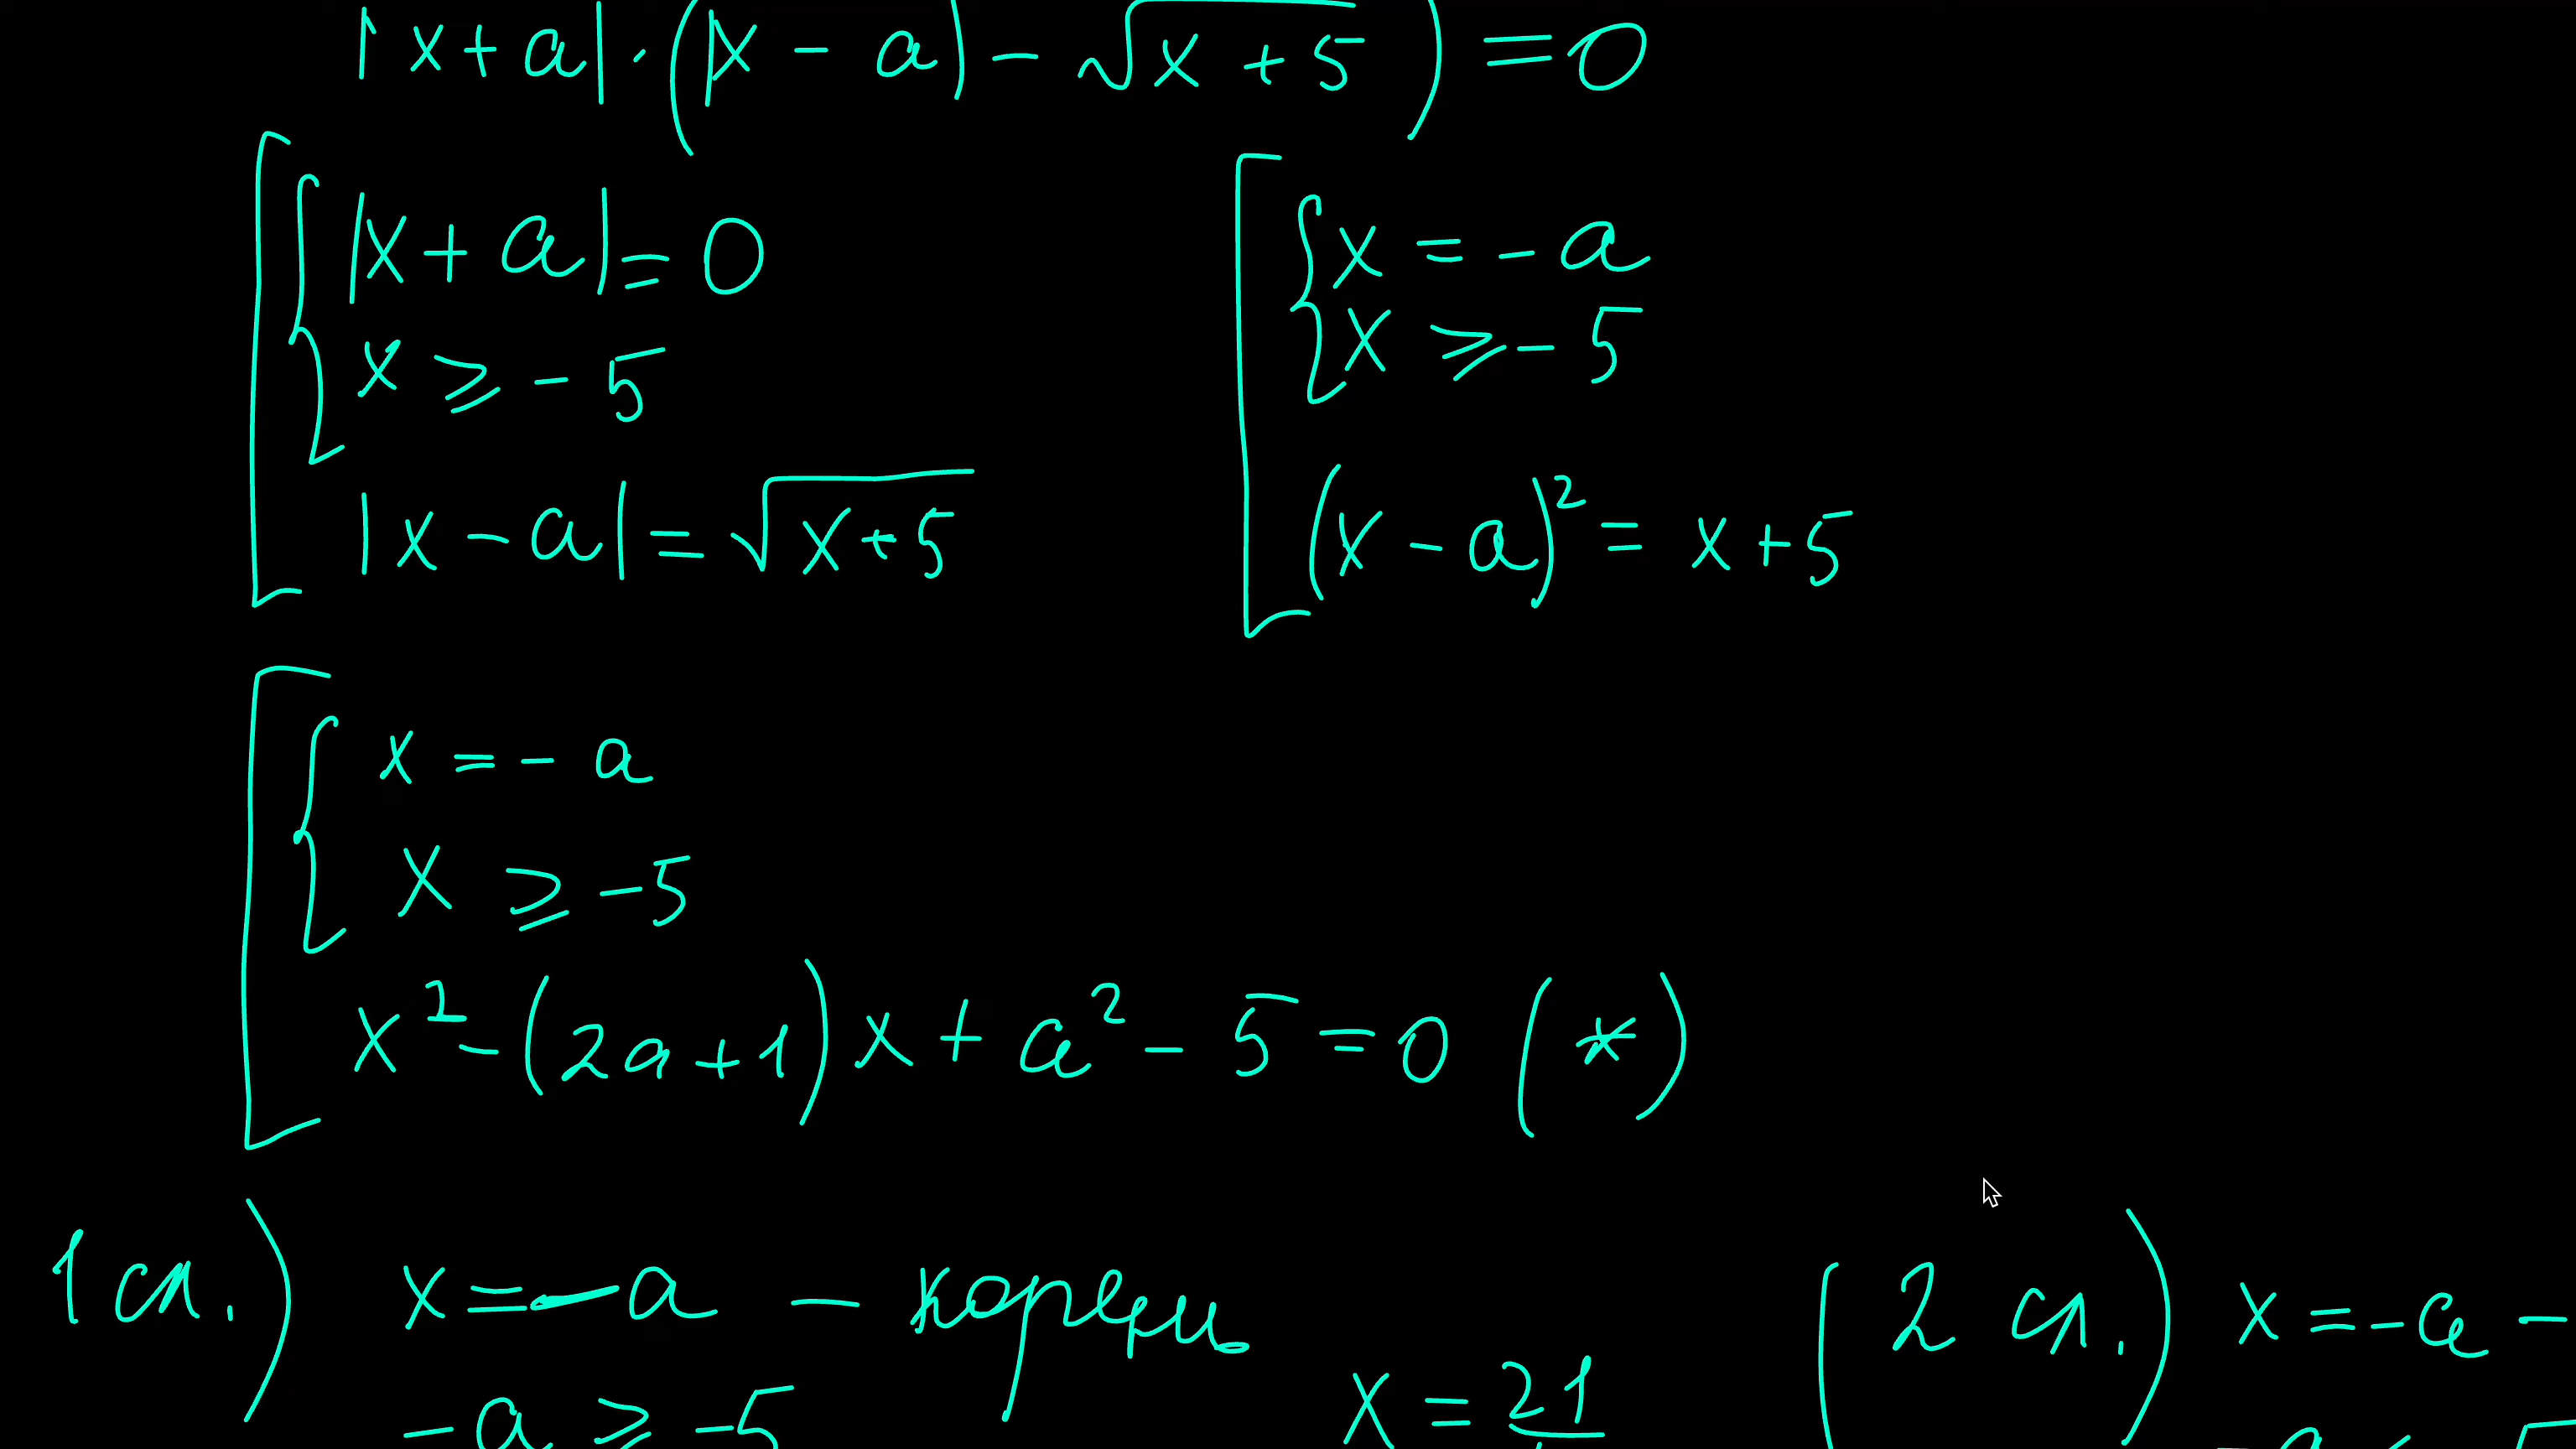 |x+a|·(|x-a|-√(x+5))=0
|x+a|=0
x⩾-5
|x-a|=√(x+5)
x=-a
x⩾-5
(x-a)²=x+5
x=-a
x⩾-5
x²-(2a+1)x+a²-5=0 (*)
1 сл.) x=-a - корень
-a⩾-5
x=21
(2 сл.) x=-a -